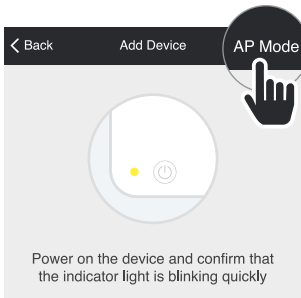 Back
Add Device
AP Mode
Power on the device and confirm that
the indicator light is blinking quickly